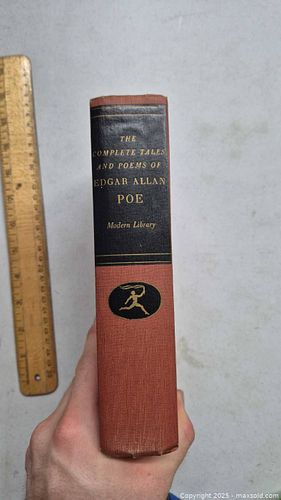 THE
COMPLETE TALES
AND POEMS OF
EDGAR ALLAN
POE
Modern Library
Copyright 2025 - maxsold.com